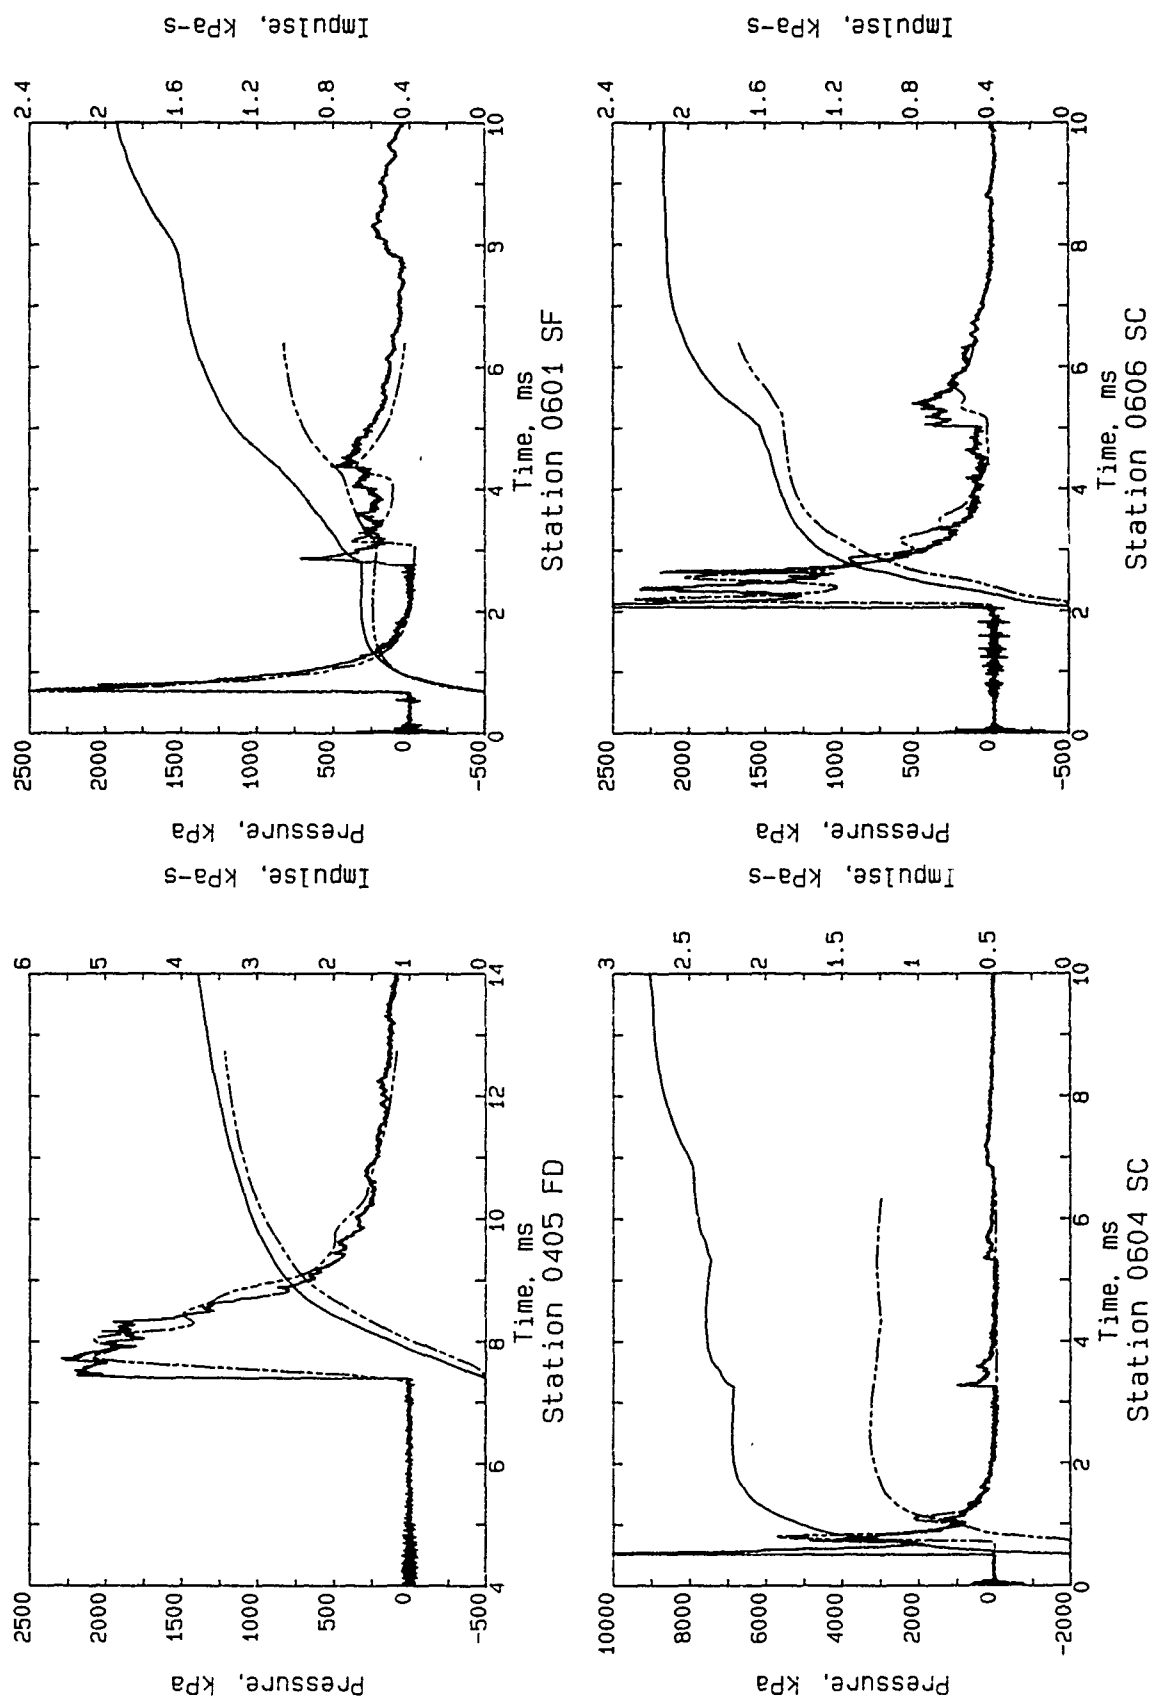 Pressure, kPa
2500
2000
1500
1000
500
0
-500
4 6 8 10 12 14
6
5
4
3
2
1
0
Impulse, kPa-s
Time, ms
Station 0405 FD
Pressure, kPa
2500
2000
1500
1000
500
0
-500
0 2 4 6 9 10
2.4
2
1.6
1.2
0.8
0.4
0
Impulse, kPa-s
Time, ms
Station 0601 SF
Pressure, kPa
10000
8000
6000
4000
2000
0
-2000
0 2 4 6 8 10
3
2.5
2
1.5
1
0.5
Impulse, kPa-s
Time, ms
Station 0604 SC
Pressure, kPa
2500
2000
1500
1000
500
0
-500
0 2 4 6 8 10
2.4
2
1.6
1.2
0.8
0.4
0
Impulse, kPa-s
Time, ms
Station 0606 SC